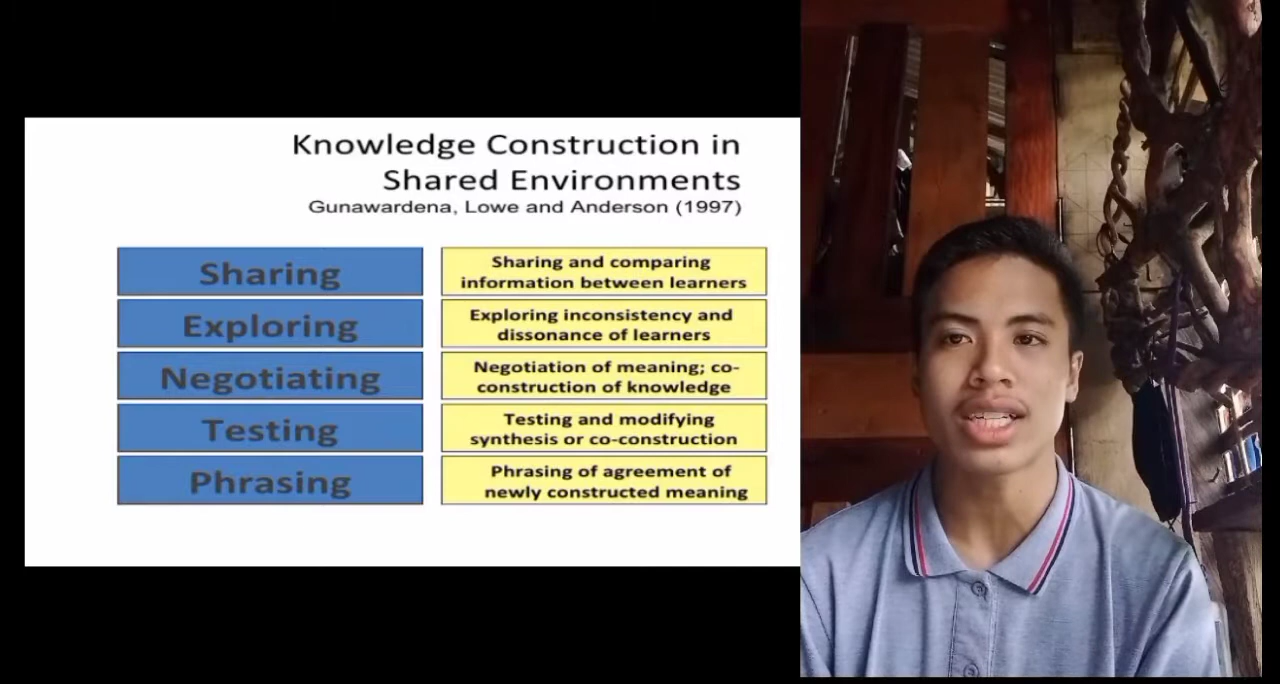 Knowledge Construction in
Shared Environments
Gunawardena, Lowe and Anderson (1997)
Sharing
Sharing and comparing
information between learners
Exploring
Exploring inconsistency and
dissonance of learners
Negotiating
Negotiation of meaning; co-
construction of knowledge
Testing
Testing and modifying
synthesis or co-construction
Phrasing
Phrasing of agreement of
newly constructed meaning